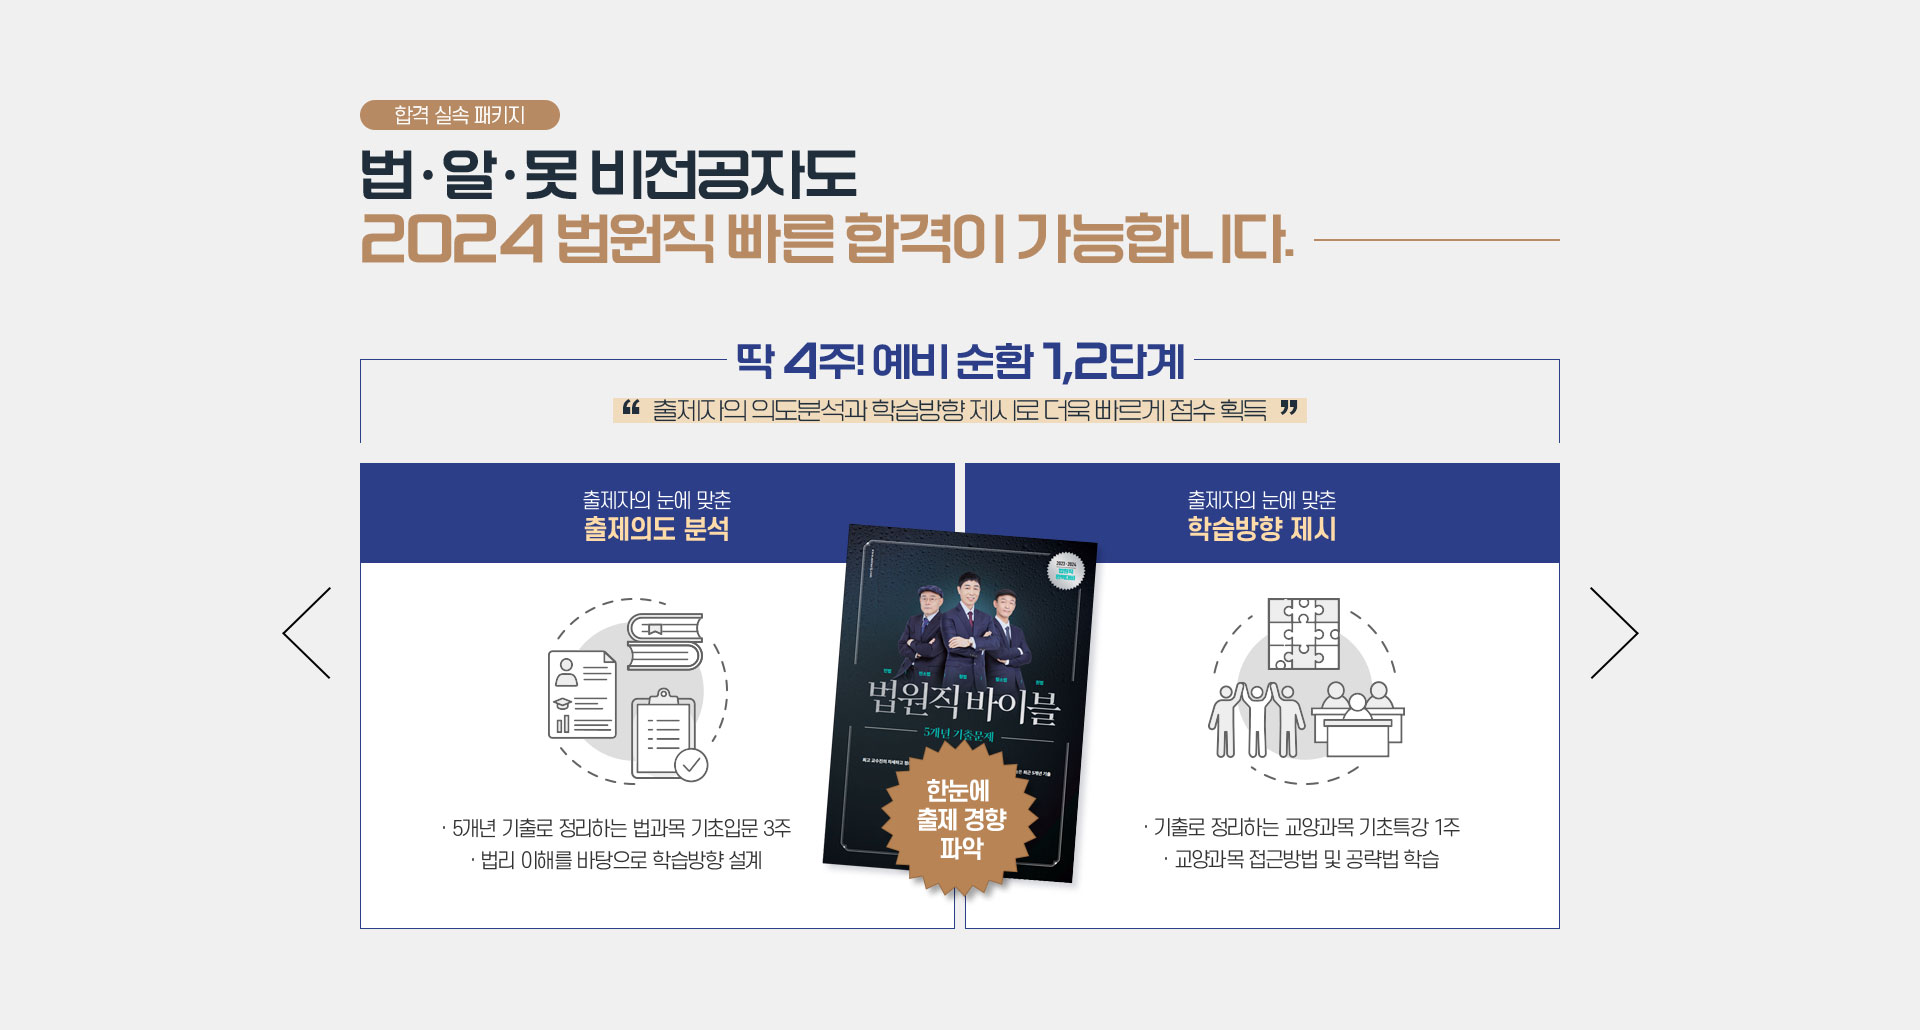 합격 실속 패키지
법·알·못 비전공자도
2024 법원직 빠른 합격이 가능합니다.
딱 4주! 예비 순환 1,2단계
“ 출제자의 의도분석과 학습방향 제시로 더욱 빠르게 점수 획득 ”
출제자의 눈에 맞춘
출제의도 분석
· 5개년 기출로 정리하는 법과목 기초입문 3주
· 법리 이해를 바탕으로 학습방향 설계
2023·2024
법원직 바이블
5개년 기출문제
한눈에
출제 경향
파악
출제자의 눈에 맞춘
학습방향 제시
· 기출로 정리하는 교양과목 기초특강 1주
· 교양과목 접근방법 및 공략법 학습